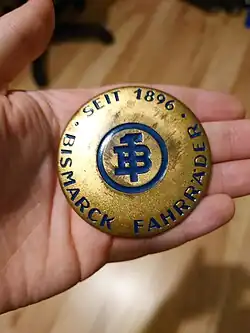 · SEIT 1896 ·
BISMARCK FAHRRÄDER